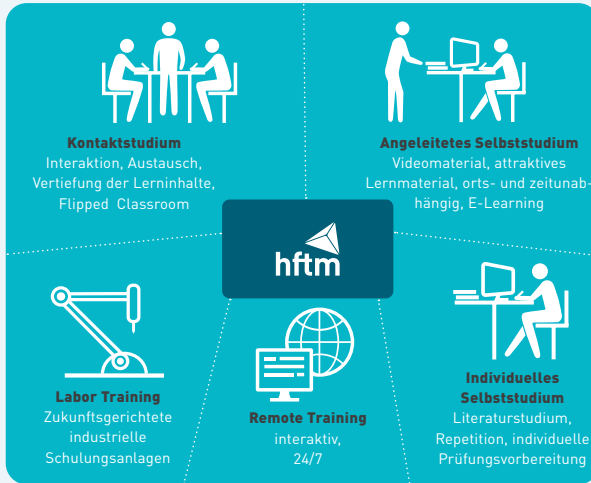 Kontaktstudium
Interaktion, Austausch,
Vertiefung der Lerninhalte,
Flipped Classroom
Angeleitetes Selbststudium
Videomaterial, attraktives
Lernmaterial, orts- und zeitunab-
hängig, E-Learning
hftm
Labor Training
Zukunftsgerichtete
industrielle
Schulungsanlagen
Remote Training
interaktiv,
24/7
Individuelles
Selbststudium
Literaturstudium,
Repetition, individuelle
Prüfungsvorbereitung